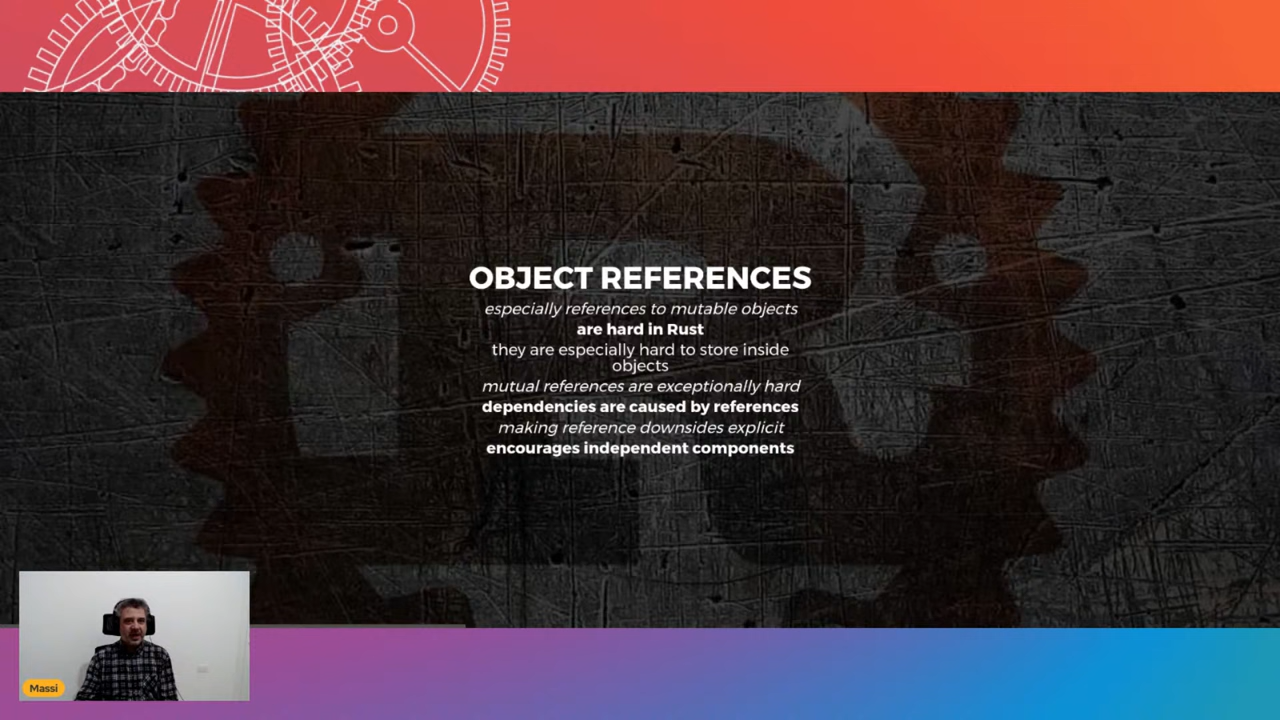 OBJECT REFERENCES
especially references to mutable objects
are hard in Rust
they are especially hard to store inside
objects
mutual references are exceptionally hard
dependencies are caused by references
making reference downsides explicit
encourages independent components
Massi